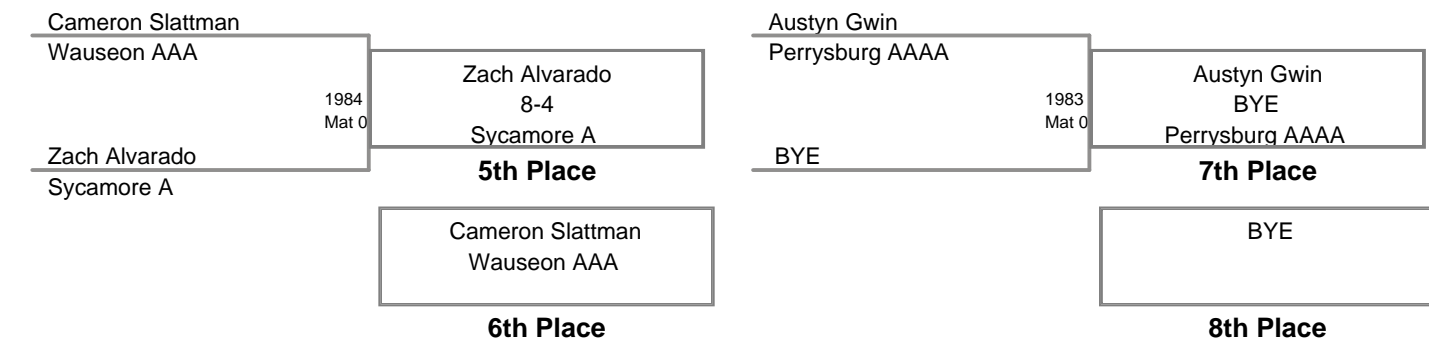 Cameron Slattman
Wauseon AAA
1984
Mat 0
Zach Alvarado
Sycamore A
Zach Alvarado
8-4
Sycamore A
5th Place
Cameron Slattman
Wauseon AAA
6th Place
Austyn Gwin
Perrysburg AAAA
1983
Mat 0
BYE
Austyn Gwin
BYE
Perrysburg AAAA
7th Place
BYE
8th Place